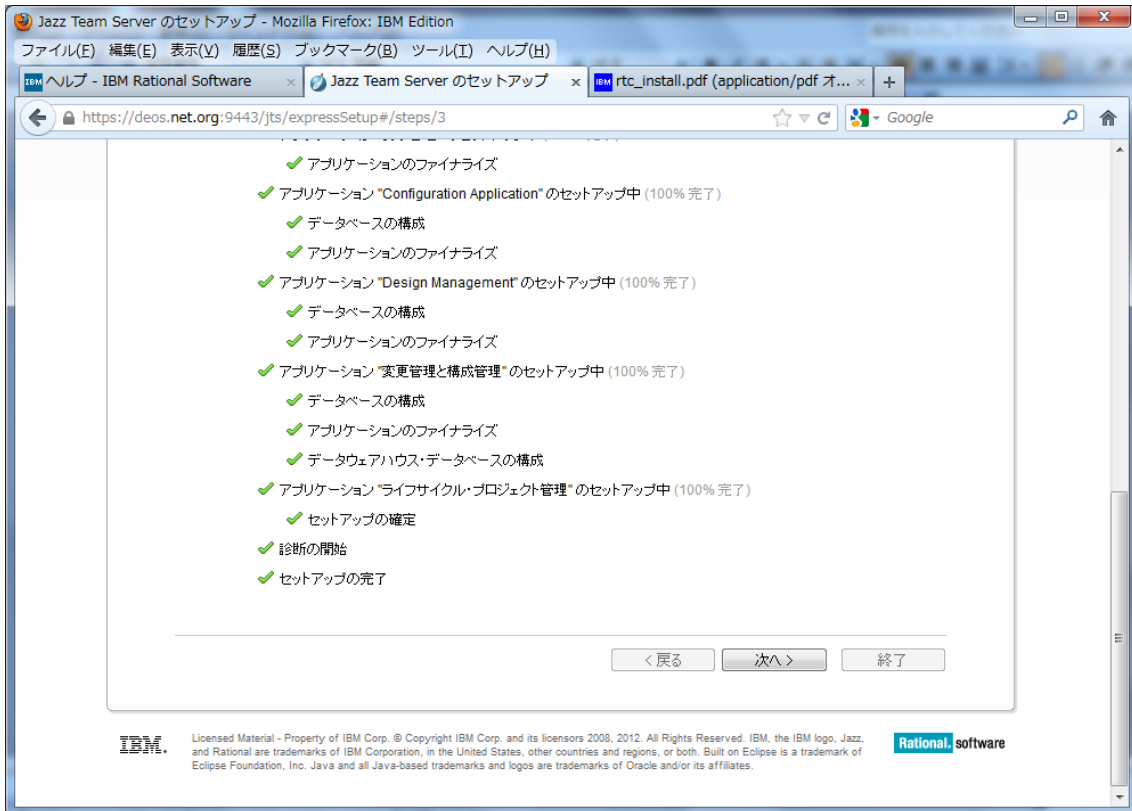 Jazz Team Server のセットアップ - Mozilla Firefox: IBM Edition
ファイル(F) 編集(E) 表示(V) 履歴(S) ブックマーク(B) ツール(T) ヘルプ(H)
IBM ヘルプ - IBM Rational Software × Jazz Team Server のセットアップ × IBM rtc_install.pdf (application/pdf オ... × +
https://deos.net.org:9443/jts/expressSetup#/steps/3 Google
アプリケーションのファイナライズ
アプリケーション "Configuration Application" のセットアップ中 (100% 完了)
データベースの構成
アプリケーションのファイナライズ
アプリケーション "Design Management" のセットアップ中 (100% 完了)
データベースの構成
アプリケーションのファイナライズ
アプリケーション "変更管理と構成管理" のセットアップ中 (100% 完了)
データベースの構成
アプリケーションのファイナライズ
データウェアハウス・データベースの構成
アプリケーション "ライフサイクル・プロジェクト管理" のセットアップ中 (100% 完了)
セットアップの確定
診断の開始
セットアップの完了
< 戻る 次へ > 終了
IBM. Licensed Material - Property of IBM Corp. © Copyright IBM Corp. and its licensors 2008, 2012. All Rights Reserved. IBM, the IBM logo, Jazz,
and Rational are trademarks of IBM Corporation, in the United States, other countries and regions, or both. Built on Eclipse is a trademark of
Eclipse Foundation, Inc. Java and all Java-based trademarks and logos are trademarks of Oracle and/or its affiliates.
Rational. software